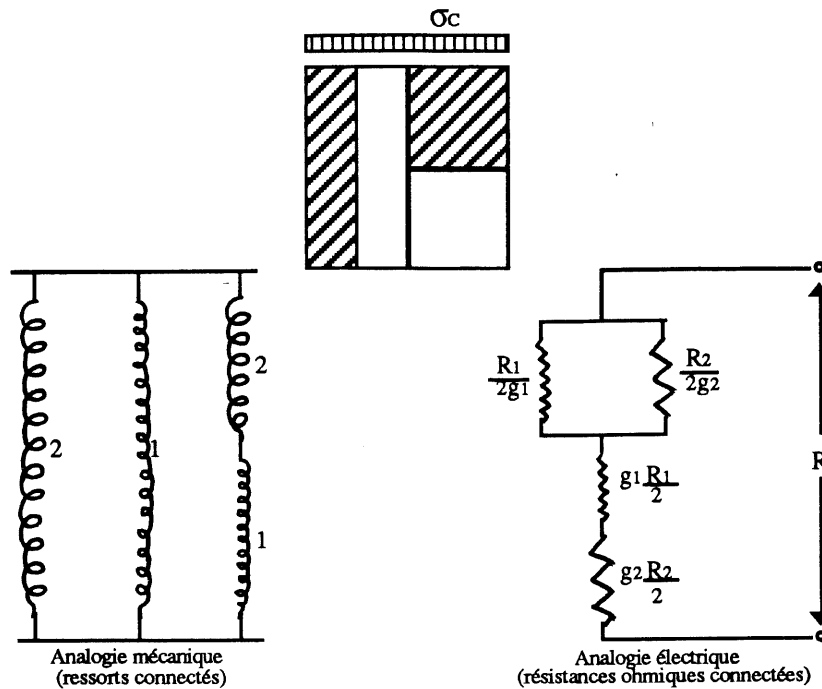 σc
2
1
2
1
R1
2g1
R2
2g2
g1 R1
2
g2 R2
2
R
Analogie mécanique
(ressorts connectés)
Analogie électrique
(résistances ohmiques connectées)